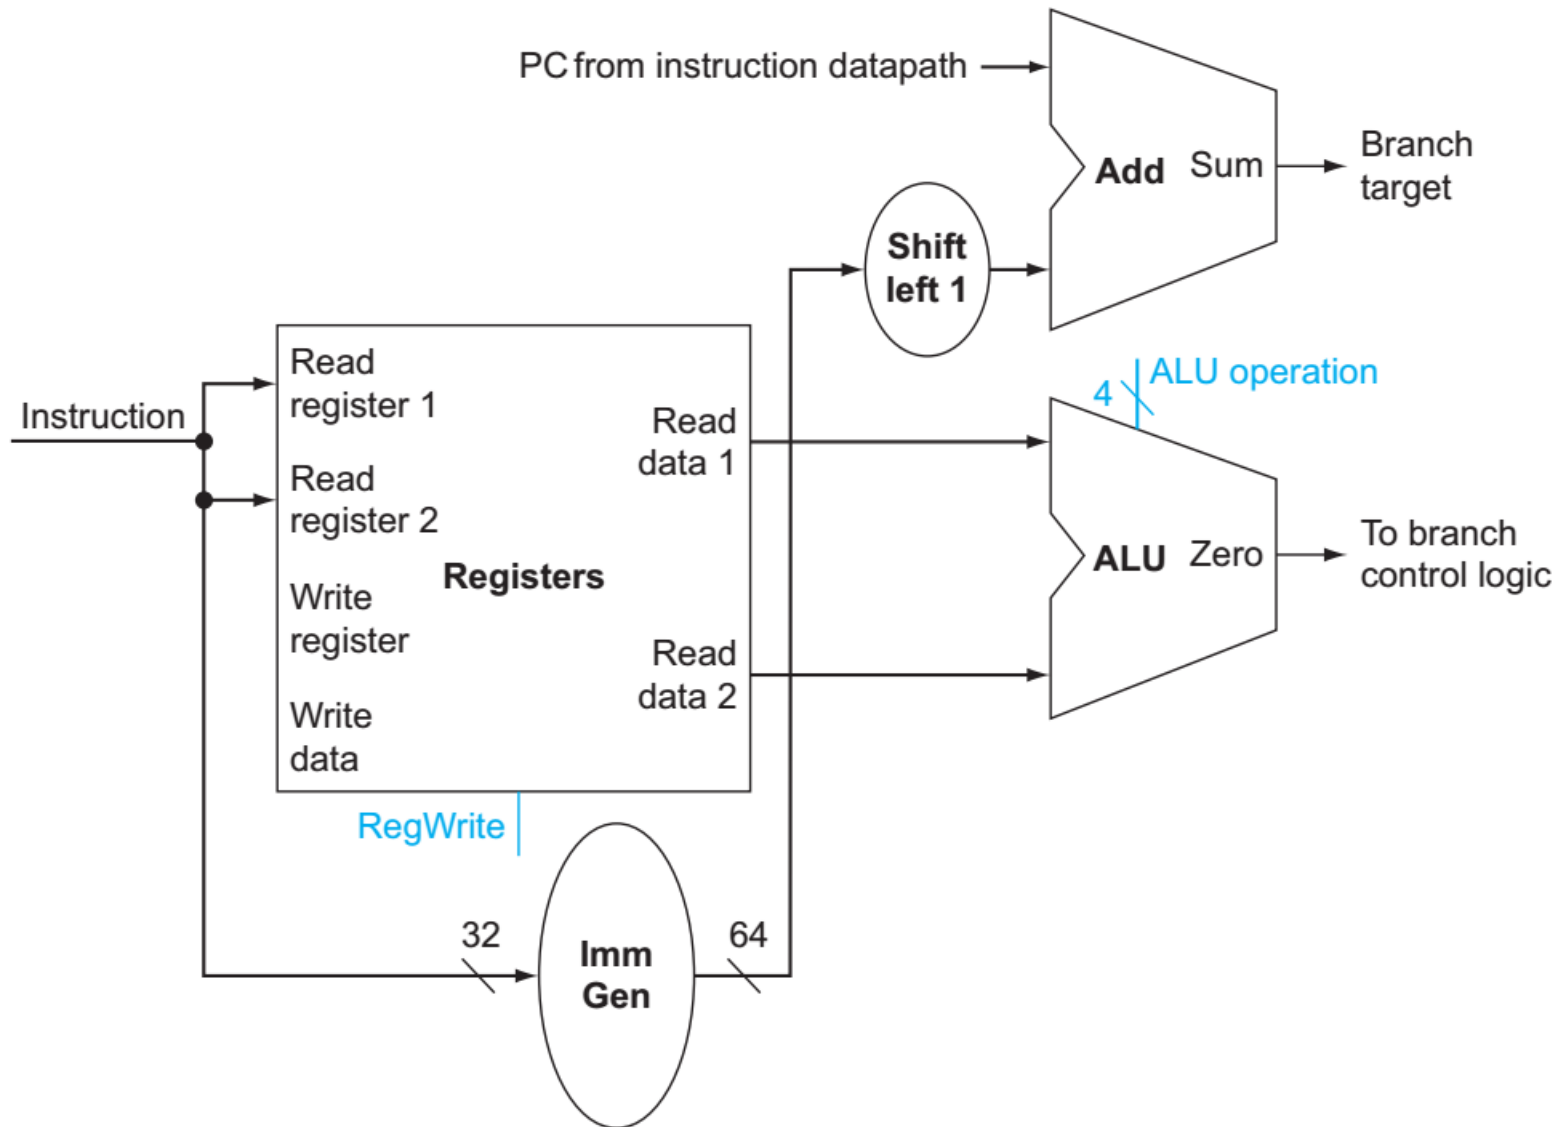 PC from instruction datapath
Add
Sum
Branch
target
Shift
left 1
Instruction
Read
register 1
Read
data 1
Read
register 2
Registers
Write
register
Read
data 2
Write
data
RegWrite
4
ALU operation
ALU
Zero
To branch
control logic
32
Imm
Gen
64